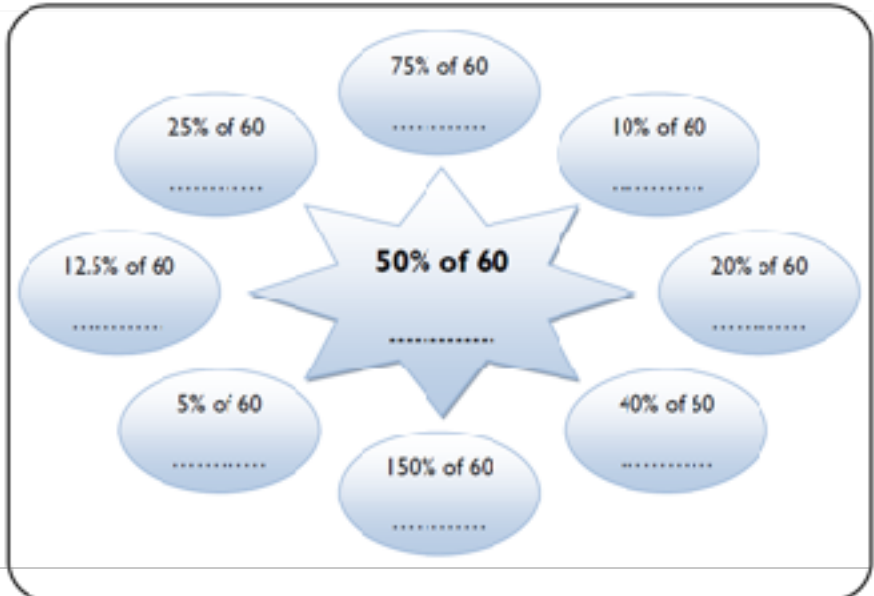 75% of 60
............
25% of 60
............
10% of 60
............
50% of 60
............
12.5% of 60
............
20% of 60
............
5% of 60
............
40% of 60
............
150% of 60
............